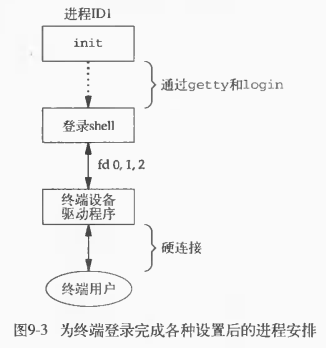 进程ID1
init
通过getty和login
登录shell
fd 0, 1, 2
终端设备
驱动程序
硬连接
终端用户
图9-3 为终端登录完成各种设置后的进程安排